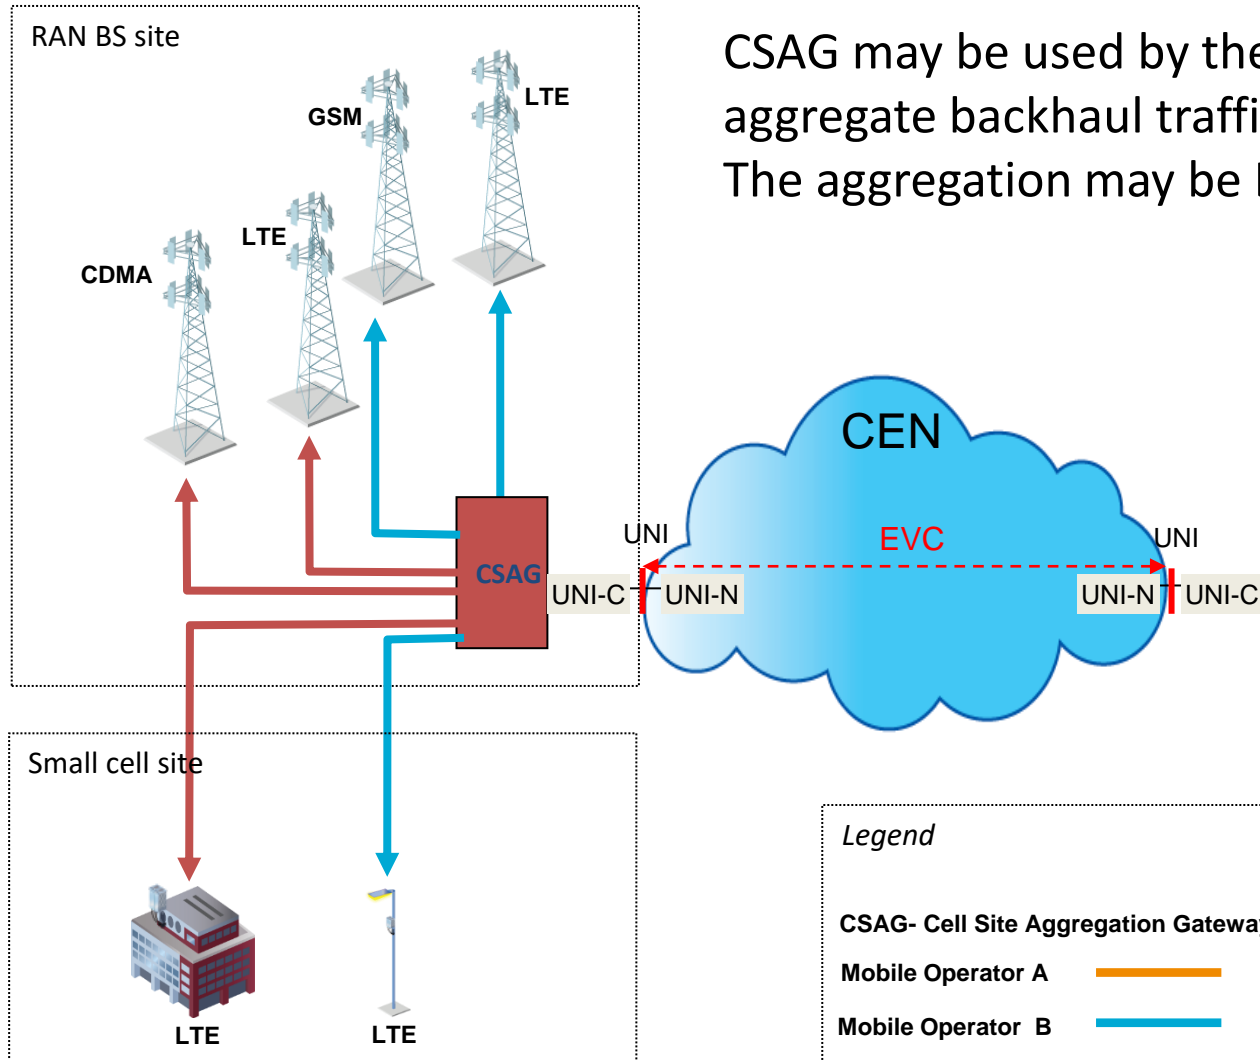 RAN BS site
CSAG may be used by the
aggregate backhaul traffi
The aggregation may be
LTE
GSM
LTE
CDMA
CEN
UNI
EVC
UNI
CSAG
UNI-C
UNI-N
UNI-N
UNI-C
Small cell site
Legend
CSAG- Cell Site Aggregation Gateway
Mobile Operator A
Mobile Operator B
LTE
LTE